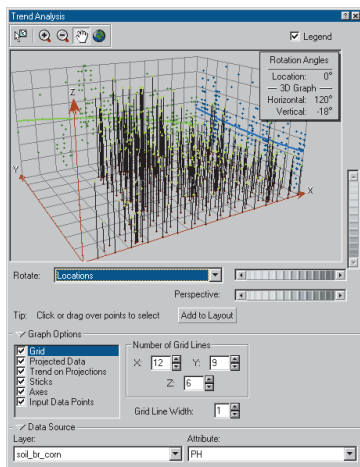 Trend Analysis
Legend
Rotation Angles
Location: 0°
3D Graph
Horizontal: 120°
Vertical: -18°
Z
Y
X
Rotate: Locations
Perspective:
Tip: Click or drag over points to select Add to Layout
Graph Options
Grid
Projected Data
Trend on Projections
Sticks
Axes
Input Data Points
Number of Grid Lines
X: 12 Y: 9
Z: 6
Grid Line Width: 1
Data Source
Layer: Attribute:
soil_br_corn PH